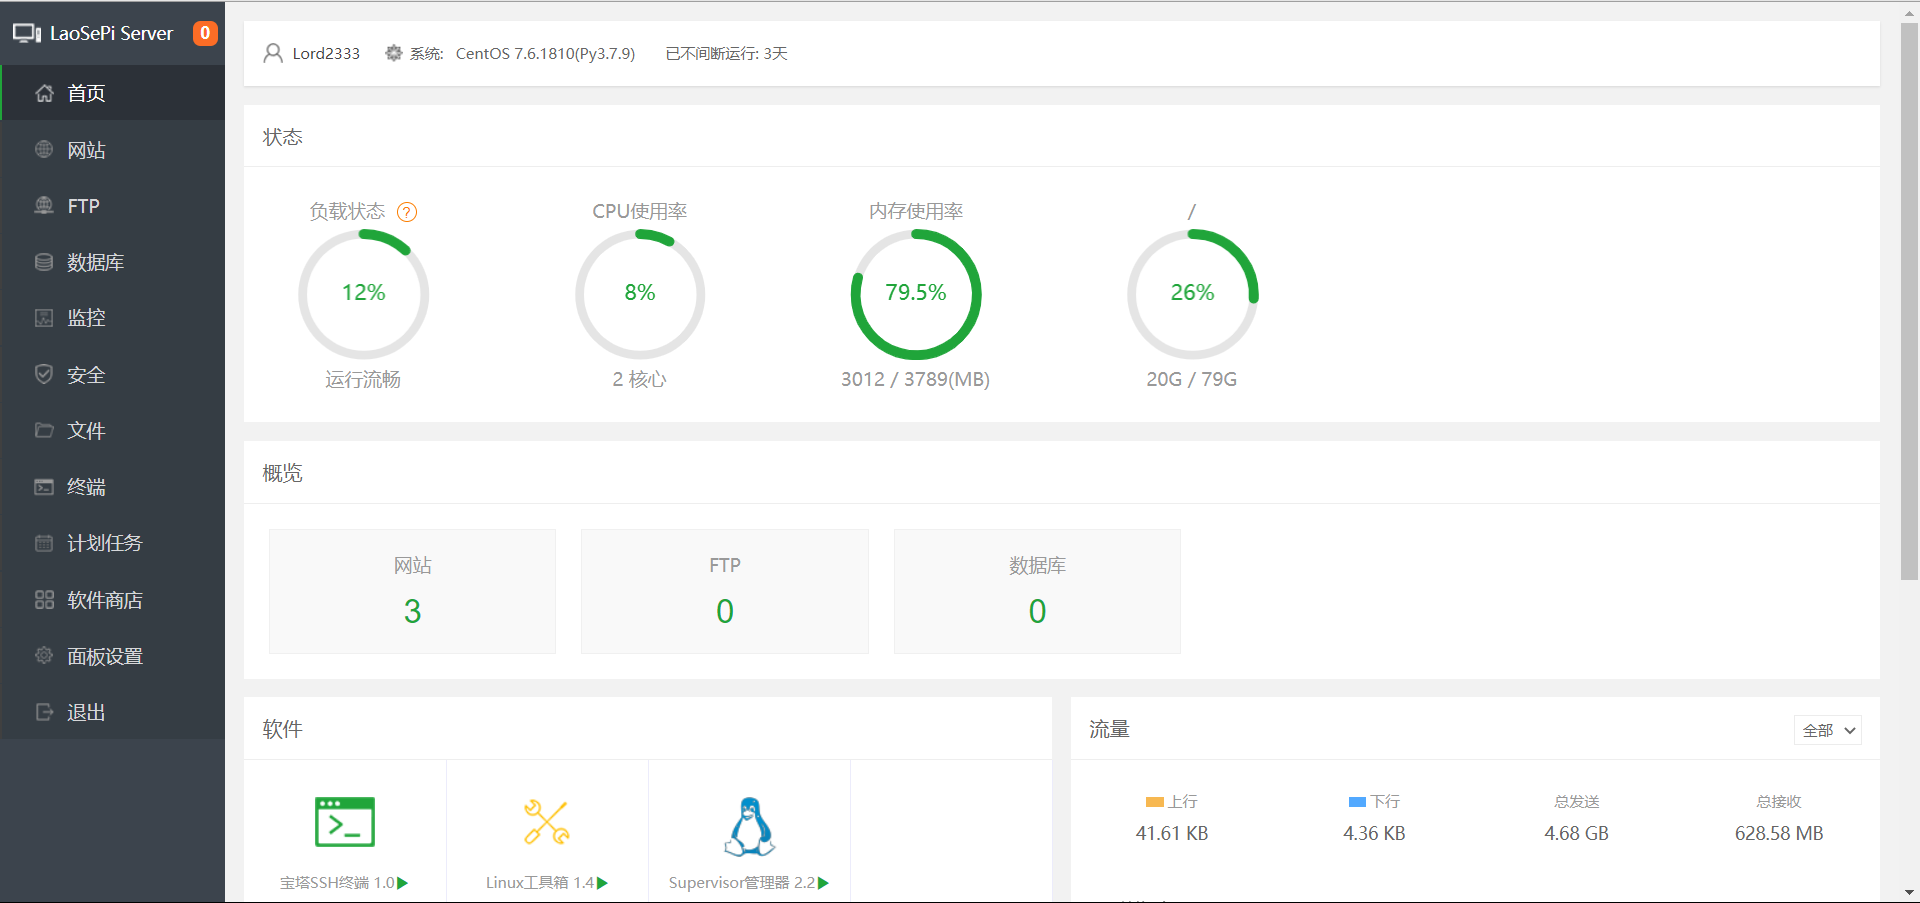 LaoSePi Server 0
首页
网站
FTP
数据库
监控
安全
文件
终端
计划任务
软件商店
面板设置
退出
Lord2333 系统: CentOS 7.6.1810(Py3.7.9) 已不间断运行: 3天
状态
负载状态 ? CPU使用率 内存使用率 /
12% 8% 79.5% 26%
运行流畅 2 核心 3012 / 3789(MB) 20G / 79G
概览
网站 FTP 数据库
3 0 0
软件
宝塔SSH终端 1.0 Linux工具箱 1.4 Supervisor管理器 2.2
流量 全部
上行 下行 总发送 总接收
41.61 KB 4.36 KB 4.68 GB 628.58 MB